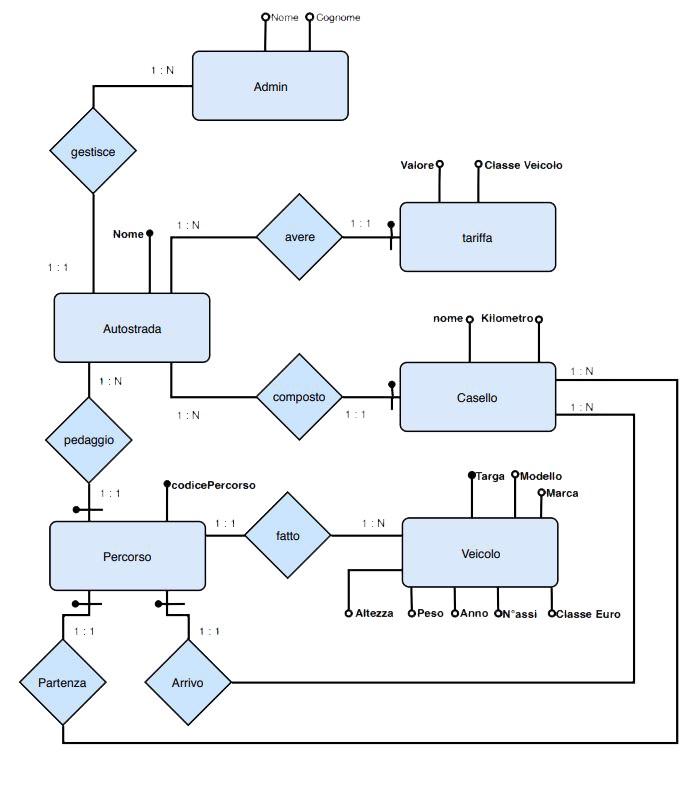 Nome Cognome
1 : N
Admin
gestisce
Valore Classe Veicolo
1 : N
1 : 1
Nome
avere
tariffa
1 : 1
nome Kilometro
Autostrada
1 : N
1 : N
composto
Casello
1 : N
1 : N
1 : 1
pedaggio
Targa Modello
codicePercorso
1 : 1
Marca
1 : 1
fatto
1 : N
Percorso
Veicolo
Altezza Peso Anno N°assi Classe Euro
1 : 1
1 : 1
Partenza
Arrivo